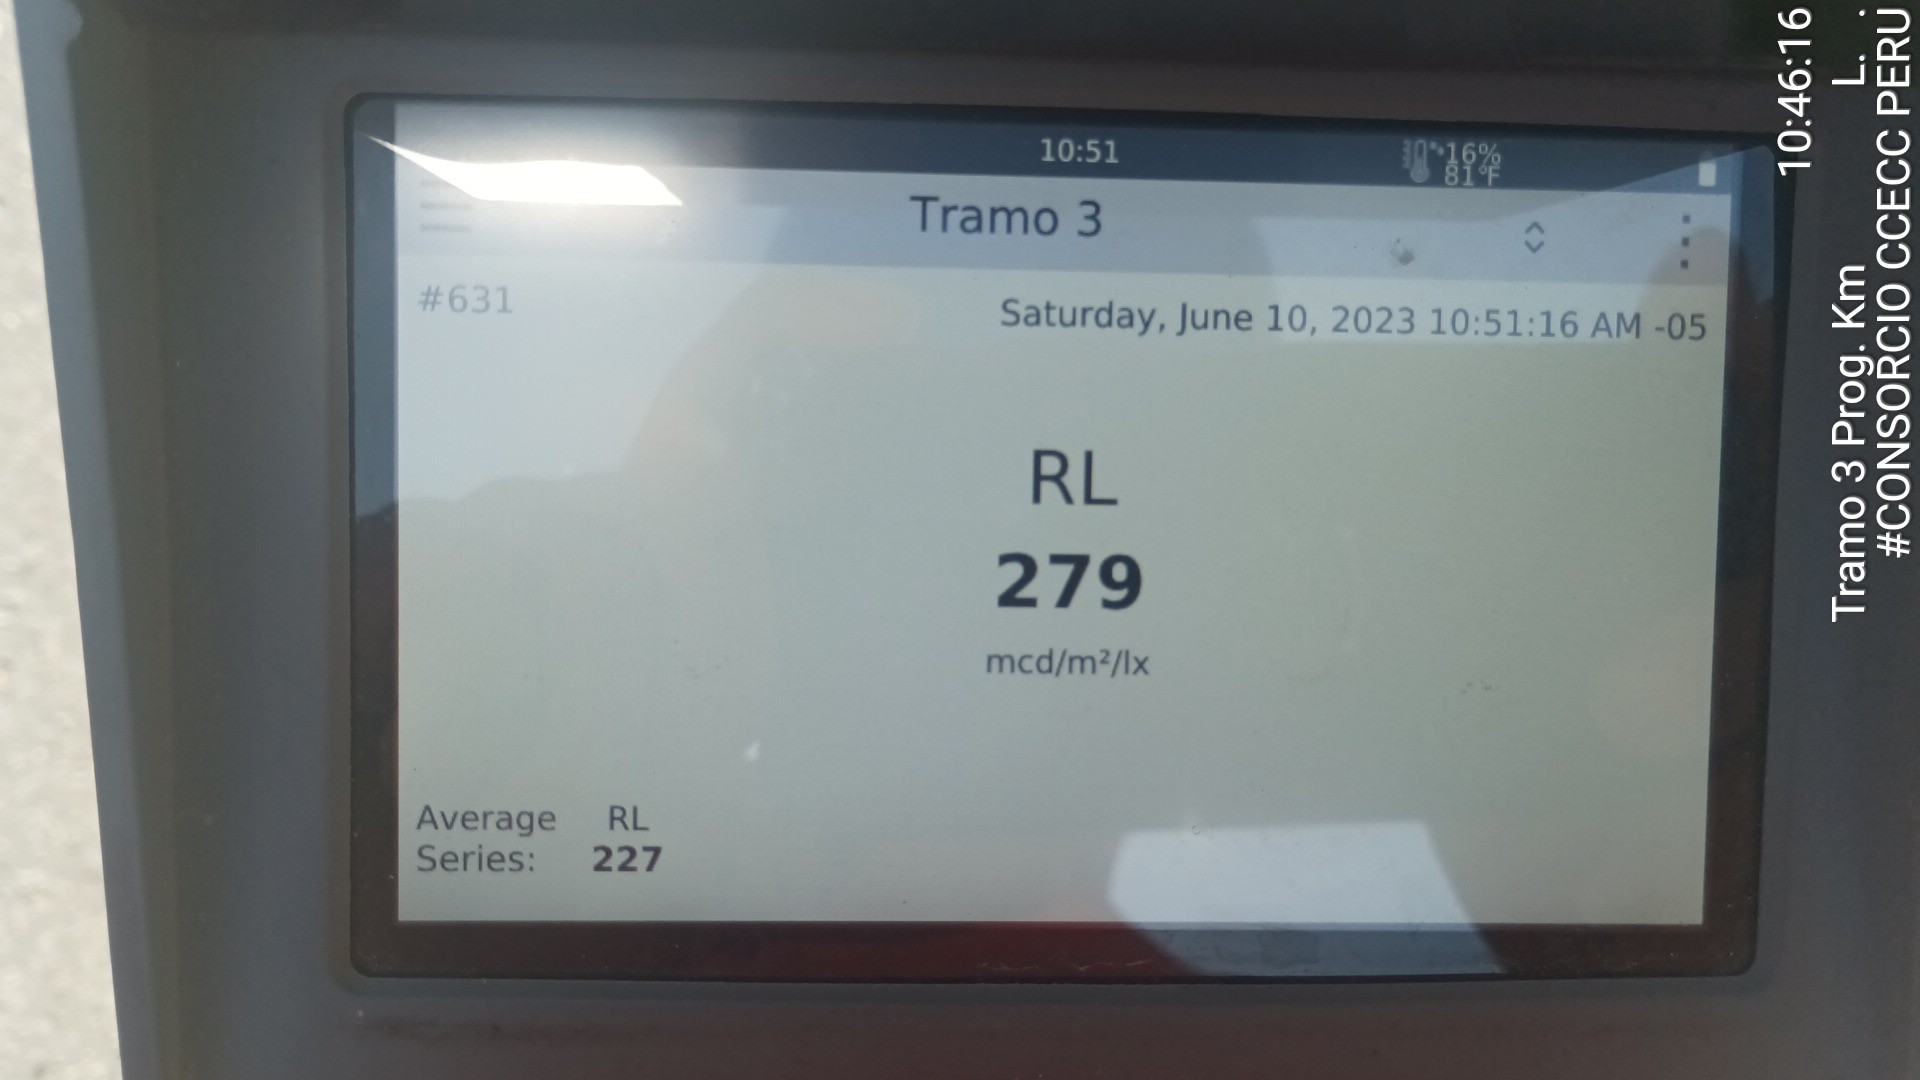 10:51
16%
81°F
Tramo 3
#631
Saturday, June 10, 2023 10:51:16 AM -05
RL
279
mcd/m²/lx
Average RL
Series: 227
10:46:16
Tramo 3 Prog. Km L. .
#CONSORCIO CCECC PERU